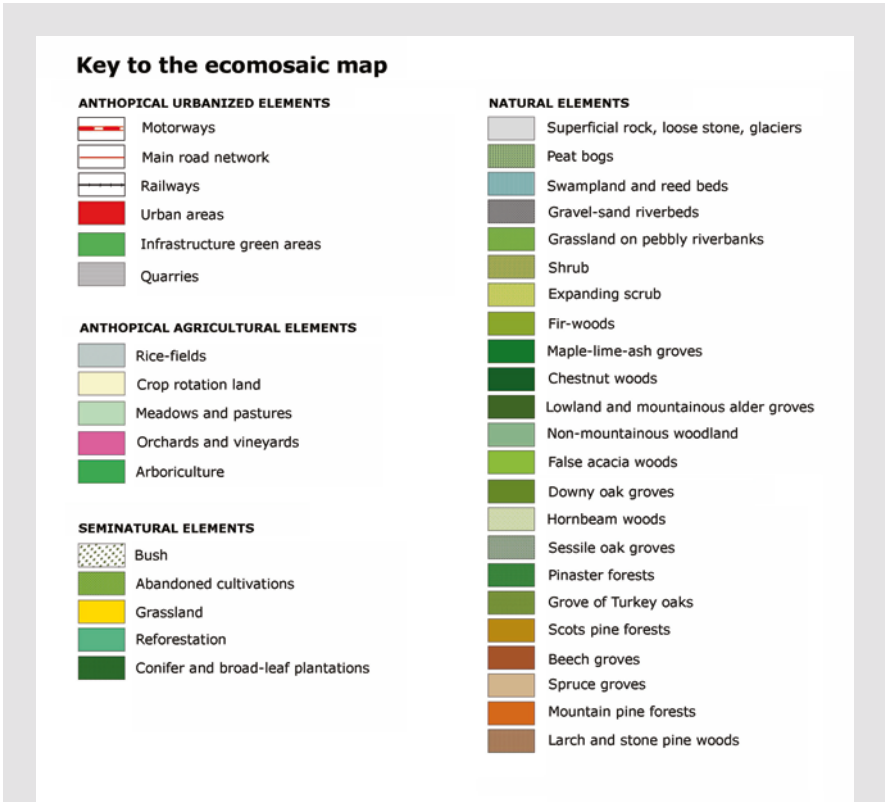 Key to the ecomosaic map
ANTHOPICAL URBANIZED ELEMENTS
Motorways
Main road network
Railways
Urban areas
Infrastructure green areas
Quarries
ANTHOPICAL AGRICULTURAL ELEMENTS
Rice-fields
Crop rotation land
Meadows and pastures
Orchards and vineyards
Arboriculture
SEMINATURAL ELEMENTS
Bush
Abandoned cultivations
Grassland
Reforestation
Conifer and broad-leaf plantations
NATURAL ELEMENTS
Superficial rock, loose stone, glaciers
Peat bogs
Swampland and reed beds
Gravel-sand riverbeds
Grassland on pebbly riverbanks
Shrub
Expanding scrub
Fir-woods
Maple-lime-ash groves
Chestnut woods
Lowland and mountainous alder groves
Non-mountainous woodland
False acacia woods
Downy oak groves
Hornbeam woods
Sessile oak groves
Pinaster forests
Grove of Turkey oaks
Scots pine forests
Beech groves
Spruce groves
Mountain pine forests
Larch and stone pine woods